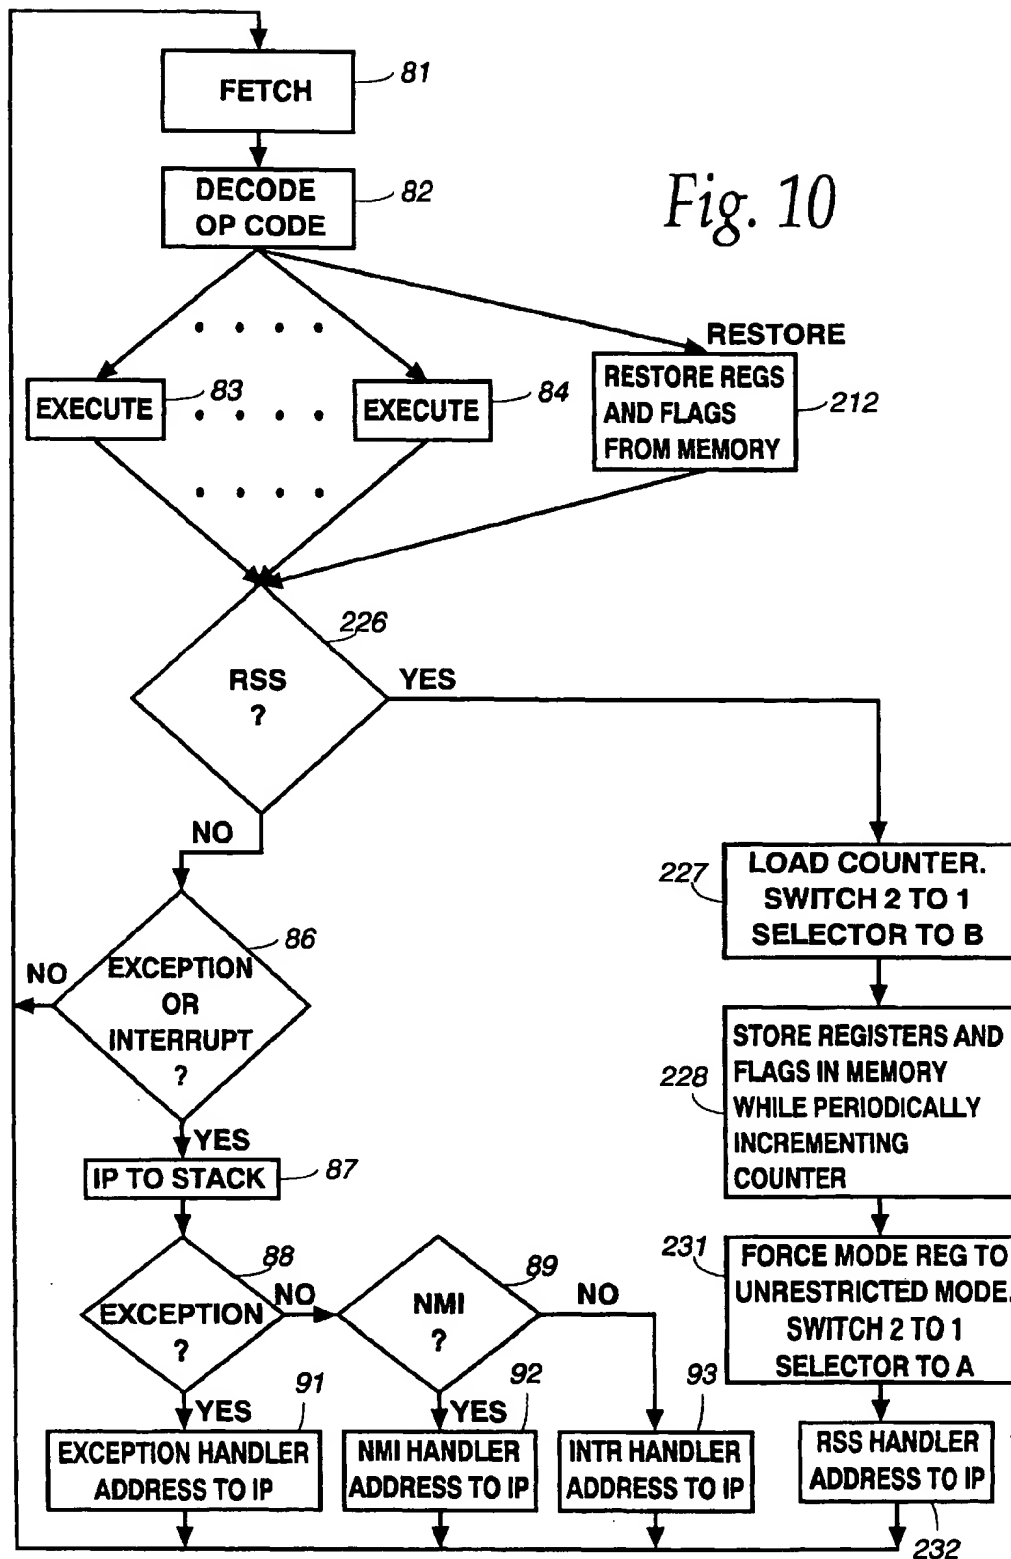 FETCH
81
DECODE
OP CODE
82
Fig. 10
RESTORE
EXECUTE
83
EXECUTE
84
RESTORE REGS
AND FLAGS
FROM MEMORY
212
RSS
?
226
YES
NO
LOAD COUNTER.
SWITCH 2 TO 1
SELECTOR TO B
227
EXCEPTION
OR
INTERRUPT
?
86
NO
YES
STORE REGISTERS AND
FLAGS IN MEMORY
WHILE PERIODICALLY
INCREMENTING
COUNTER
228
IP TO STACK
87
EXCEPTION
?
88
NO
YES
NMI
?
89
NO
YES
FORCE MODE REG TO
UNRESTRICTED MODE.
SWITCH 2 TO 1
SELECTOR TO A
231
EXCEPTION HANDLER
ADDRESS TO IP
91
NMI HANDLER
ADDRESS TO IP
92
INTR HANDLER
ADDRESS TO IP
93
RSS HANDLER
ADDRESS TO IP
232